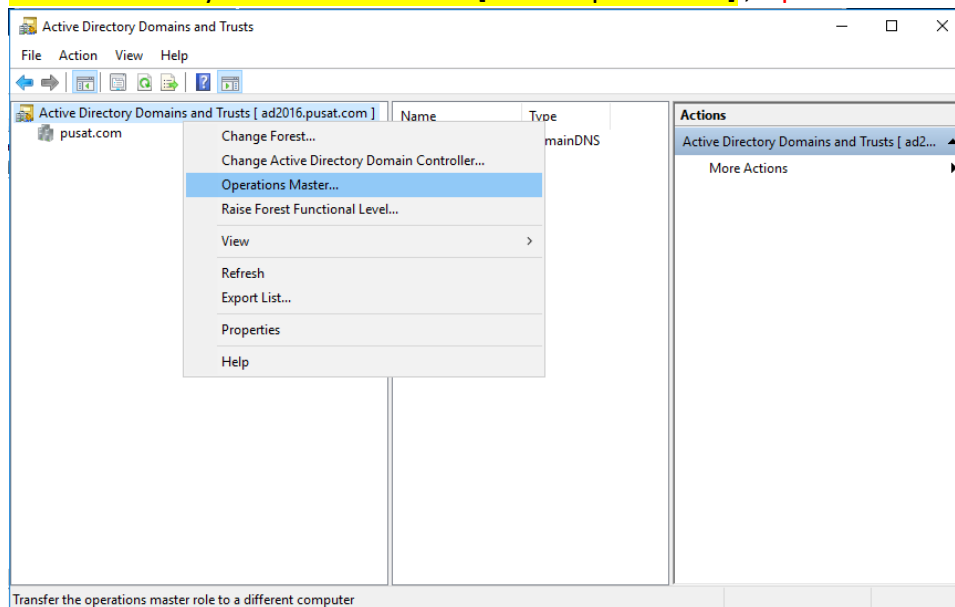 Active Directory Domains and Trusts
File Action View Help
Active Directory Domains and Trusts [ ad2016.pusat.com ]
pusat.com
Name Type
mainDNS
Change Forest...
Change Active Directory Domain Controller...
Operations Master...
Raise Forest Functional Level...
View
Refresh
Export List...
Properties
Help
Actions
Active Directory Domains and Trusts [ ad2...
More Actions
Transfer the operations master role to a different computer